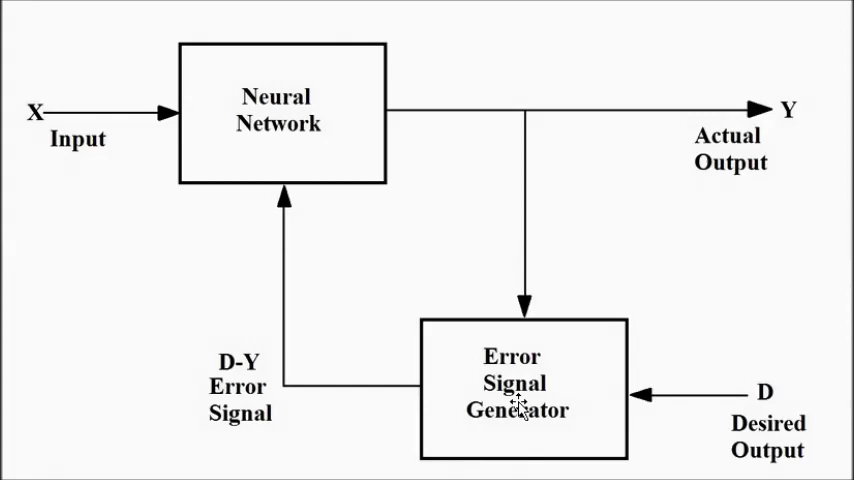 Neural
Network
X
Input
Y
Actual
Output
D-Y
Error
Signal
Error
Signal
Generator
D
Desired
Output